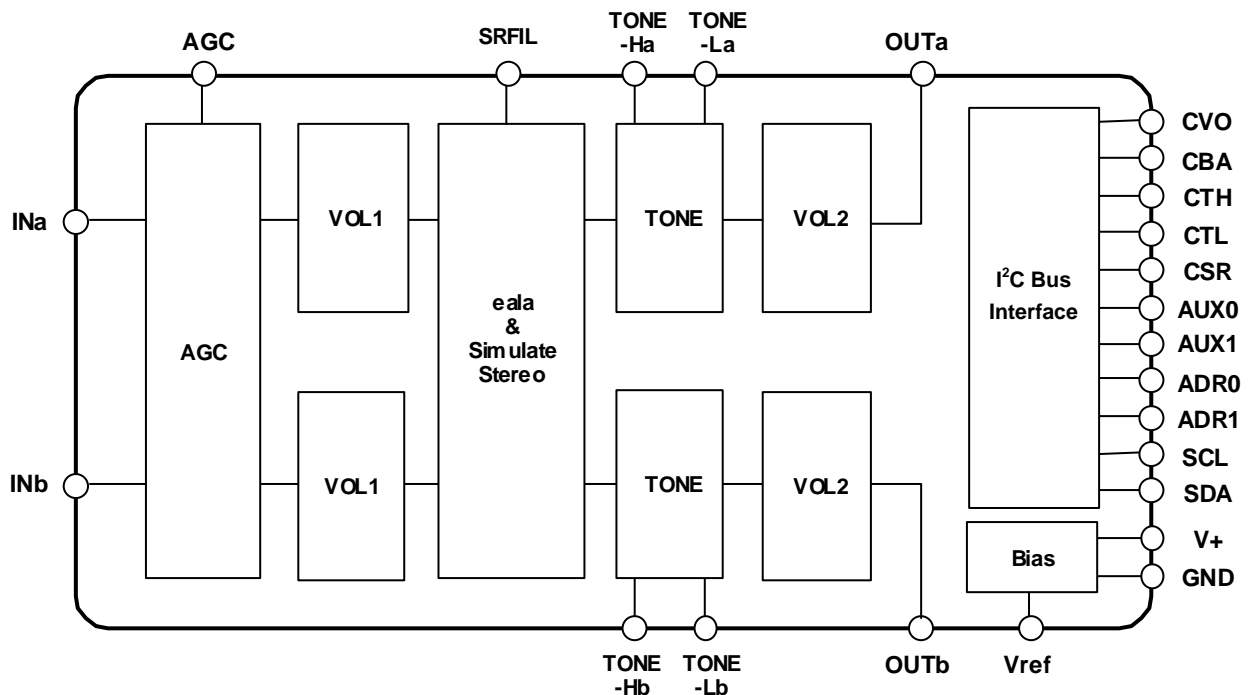 TONE
-Ha
TONE
-La
AGC
SRFIL
OUTa
CVO
CBA
CTH
CTL
CSR
AUX0
AUX1
ADR0
ADR1
SCL
SDA
V+
GND
INa
INb
AGC
VOL1
VOL1
eala
&
Simulate
Stereo
TONE
TONE
VOL2
VOL2
I²C Bus
Interface
Bias
TONE
-Hb
TONE
-Lb
OUTb
Vref